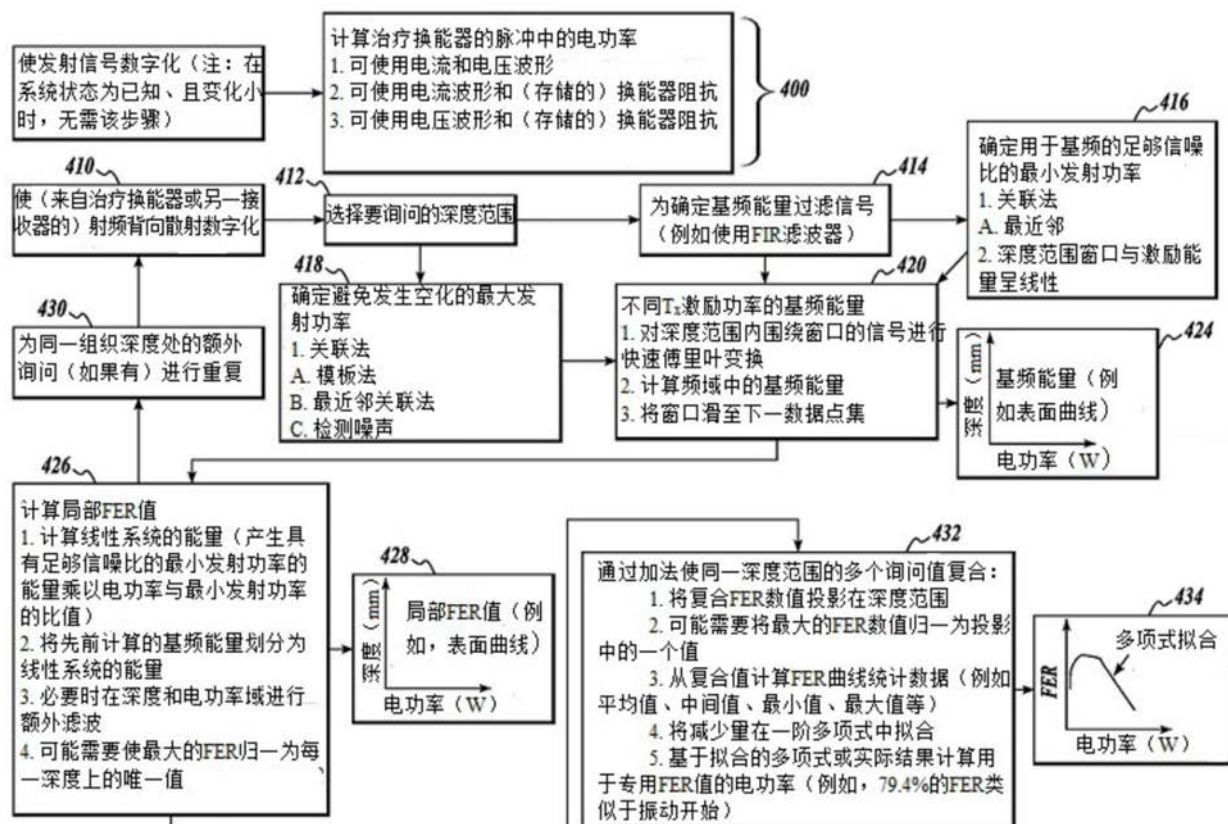 使发射信号数字化（注：在
系统状态为已知、且变化小
时，无需该步骤）
计算治疗换能器的脉冲中的电功率
1. 可使用电流和电压波形
2. 可使用电流波形和（存储的）换能器阻抗
3. 可使用电压波形和（存储的）换能器阻抗
400
410
使（来自治疗换能器或另一接
收器的）射频背向散射数字化
412
选择要询问的深度范围
414
为确定基频能量过滤信号
（例如使用FIR滤波器）
416
确定用于基频的足够信噪
比的最小发射功率
1. 关联法
A. 最近邻
2. 深度范围窗口与激励能
量呈线性
418
确定避免发生空化的最大发
射功率
1. 关联法
A. 模板法
B. 最近邻关联法
C. 检测噪声
420
不同Tx激励功率的基频能量
1. 对深度范围内围绕窗口的信号进行
快速傅里叶变换
2. 计算频域中的基频能量
3. 将窗口滑至下一数据点集
424
深度（mm）
基频能量（例
如表面曲线）
电功率（W）
430
为同一组织深度处的额外
询问（如果有）进行重复
426
计算局部FER值
1. 计算线性系统的能量（产生具
有足够信噪比的最小发射功率的
能量乘以电功率与最小发射功率
的比值）
2. 将先前计算的基频能量划分为
线性系统的能量
3. 必要时在深度和电功率域进行
额外滤波
4. 可能需要使最大的FER归一为每
一深度上的唯一值
428
深度（mm）
局部FER值（例
如，表面曲线）
电功率（W）
432
通过加法使同一深度范围的多个询问值复合：
1. 将复合FER数值投影在深度范围
2. 可能需要将最大的FER数值归一为投影
中的一个值
3. 从复合值计算FER曲线统计数据（例如
平均值、中间值、最小值、最大值等）
4. 将减少量在一阶多项式中拟合
5. 基于拟合的多项式或实际结果计算用
于专用FER值的电功率（例如，79.4%的FER类
似于振动开始）
434
FER
多项式拟合
电功率（W）